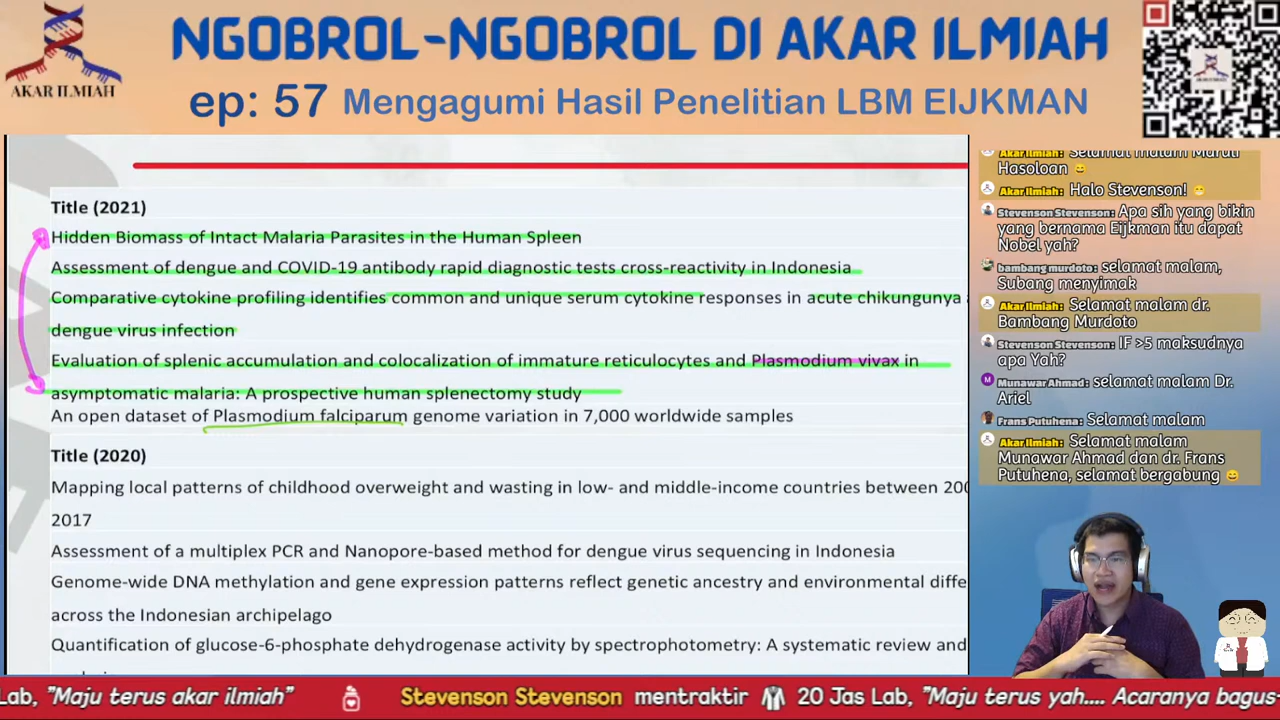 NGOBROL-NGOBROL DI AKAR ILMIAH
ep: 57 Mengagumi Hasil Penelitian LBM EIJKMAN
AKAR ILMIAH
Title (2021)
Hidden Biomass of Intact Malaria Parasites in the Human Spleen
Assessment of dengue and COVID-19 antibody rapid diagnostic tests cross-reactivity in Indonesia
Comparative cytokine profiling identifies common and unique serum cytokine responses in acute chikungunya
dengue virus infection
Evaluation of splenic accumulation and colocalization of immature reticulocytes and Plasmodium vivax in
asymptomatic malaria: A prospective human splenectomy study
An open dataset of Plasmodium falciparum genome variation in 7,000 worldwide samples
Title (2020)
Mapping local patterns of childhood overweight and wasting in low- and middle-income countries between
2017
Assessment of a multiplex PCR and Nanopore-based method for dengue virus sequencing in Indonesia
Genome-wide DNA methylation and gene expression patterns reflect genetic ancestry and environmental diffe
across the Indonesian archipelago
Quantification of glucose-6-phosphate dehydrogenase activity by spectrophotometry: A systematic review and
Akar Ilmiah: Selamat malam Maruli
Hasoloan 😄
Akar Ilmiah: Halo Stevenson! 😁
Stevenson Stevenson: Apa sih yang bikin
yang bernama Eijkman itu dapat
Nobel yah?
bambang murdoto: selamat malam,
Subang menyimak
Akar Ilmiah: Selamat malam dr.
Bambang Murdoto
Stevenson Stevenson: IF >5 maksudnya
apa Yah?
Munawar Ahmad: selamat malam Dr.
Ariel
Frans Putuhena: Selamat malam
Akar Ilmiah: Selamat malam
Munawar Ahmad dan dr. Frans
Putuhena, selamat bergabung 😄
Lab, "Maju terus akar ilmiah" Stevenson Stevenson mentraktir 20 Jas Lab, "Maju terus yah.... Acaranya bagus-